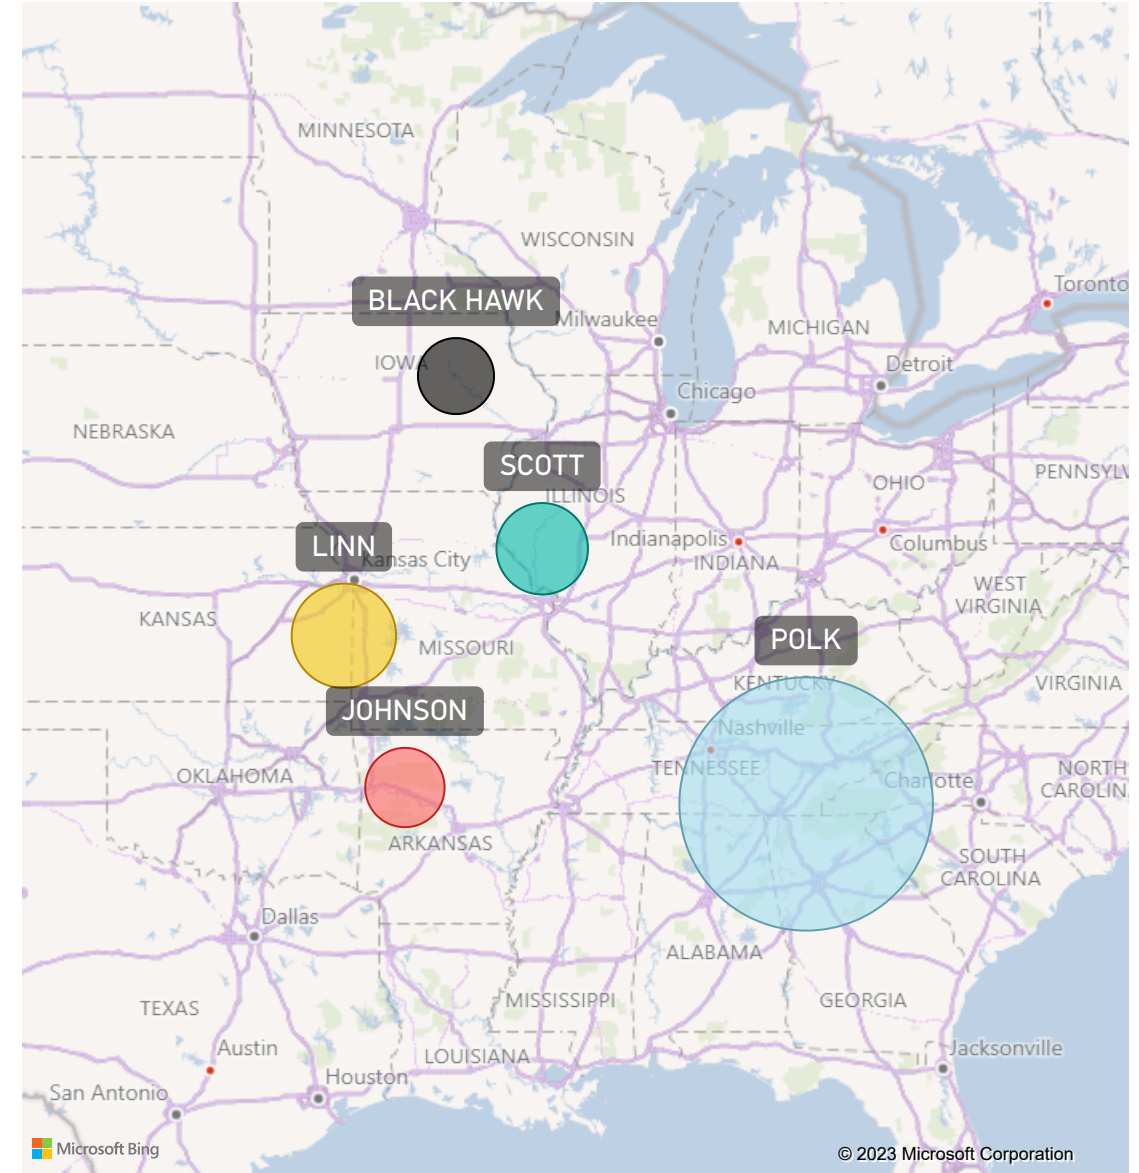 MINNESOTA
WISCONSIN
BLACK HAWK
Toronto
Milwaukee
MICHIGAN
IOWA
Detroit
Chicago
NEBRASKA
SCOTT
PENNSYLV
OHIO
ILLINOIS
LINN
Kansas City
Indianapolis
Columbus
INDIANA
WEST
VIRGINIA
KANSAS
POLK
MISSOURI
KENTUCKY
VIRGINIA
JOHNSON
Nashville
TENNESSEE
OKLAHOMA
Charlotte
NORTH
CAROLIN
ARKANSAS
SOUTH
CAROLINA
Dallas
ALABAMA
TEXAS
MISSISSIPPI
GEORGIA
Austin
LOUISIANA
Jacksonville
Houston
San Antonio
Microsoft Bing
© 2023 Microsoft Corporation